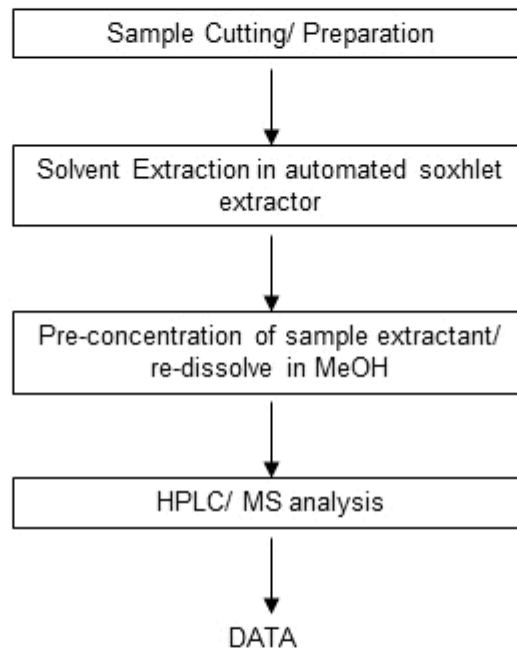 Sample Cutting/ Preparation
Solvent Extraction in automated soxhlet
extractor
Pre-concentration of sample extractant/
re-dissolve in MeOH
HPLC/ MS analysis
DATA